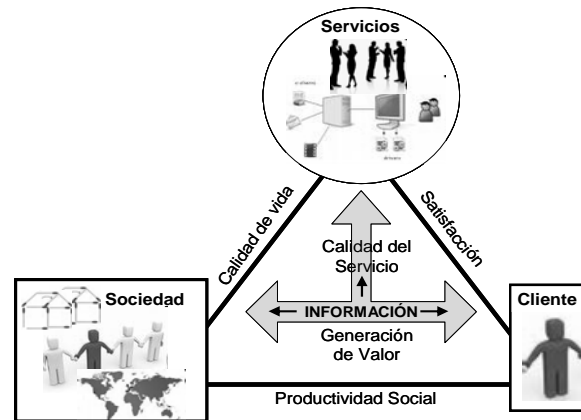 Servicios
Calidad de vida
Satisfacción
Calidad del
Servicio
Sociedad
INFORMACIÓN
Cliente
Generación
de Valor
Productividad Social